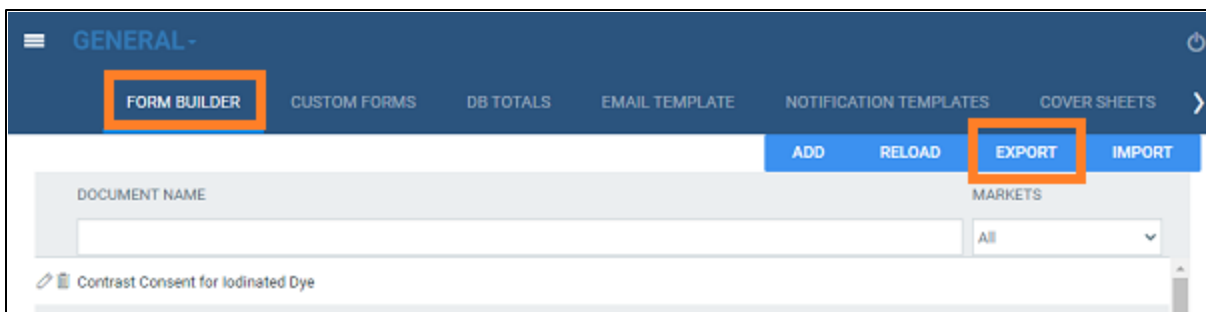 GENERAL
FORM BUILDER CUSTOM FORMS DB TOTALS EMAIL TEMPLATE NOTIFICATION TEMPLATES COVER SHEETS
ADD RELOAD EXPORT IMPORT
DOCUMENT NAME MARKETS
All
Contrast Consent for Iodinated Dye